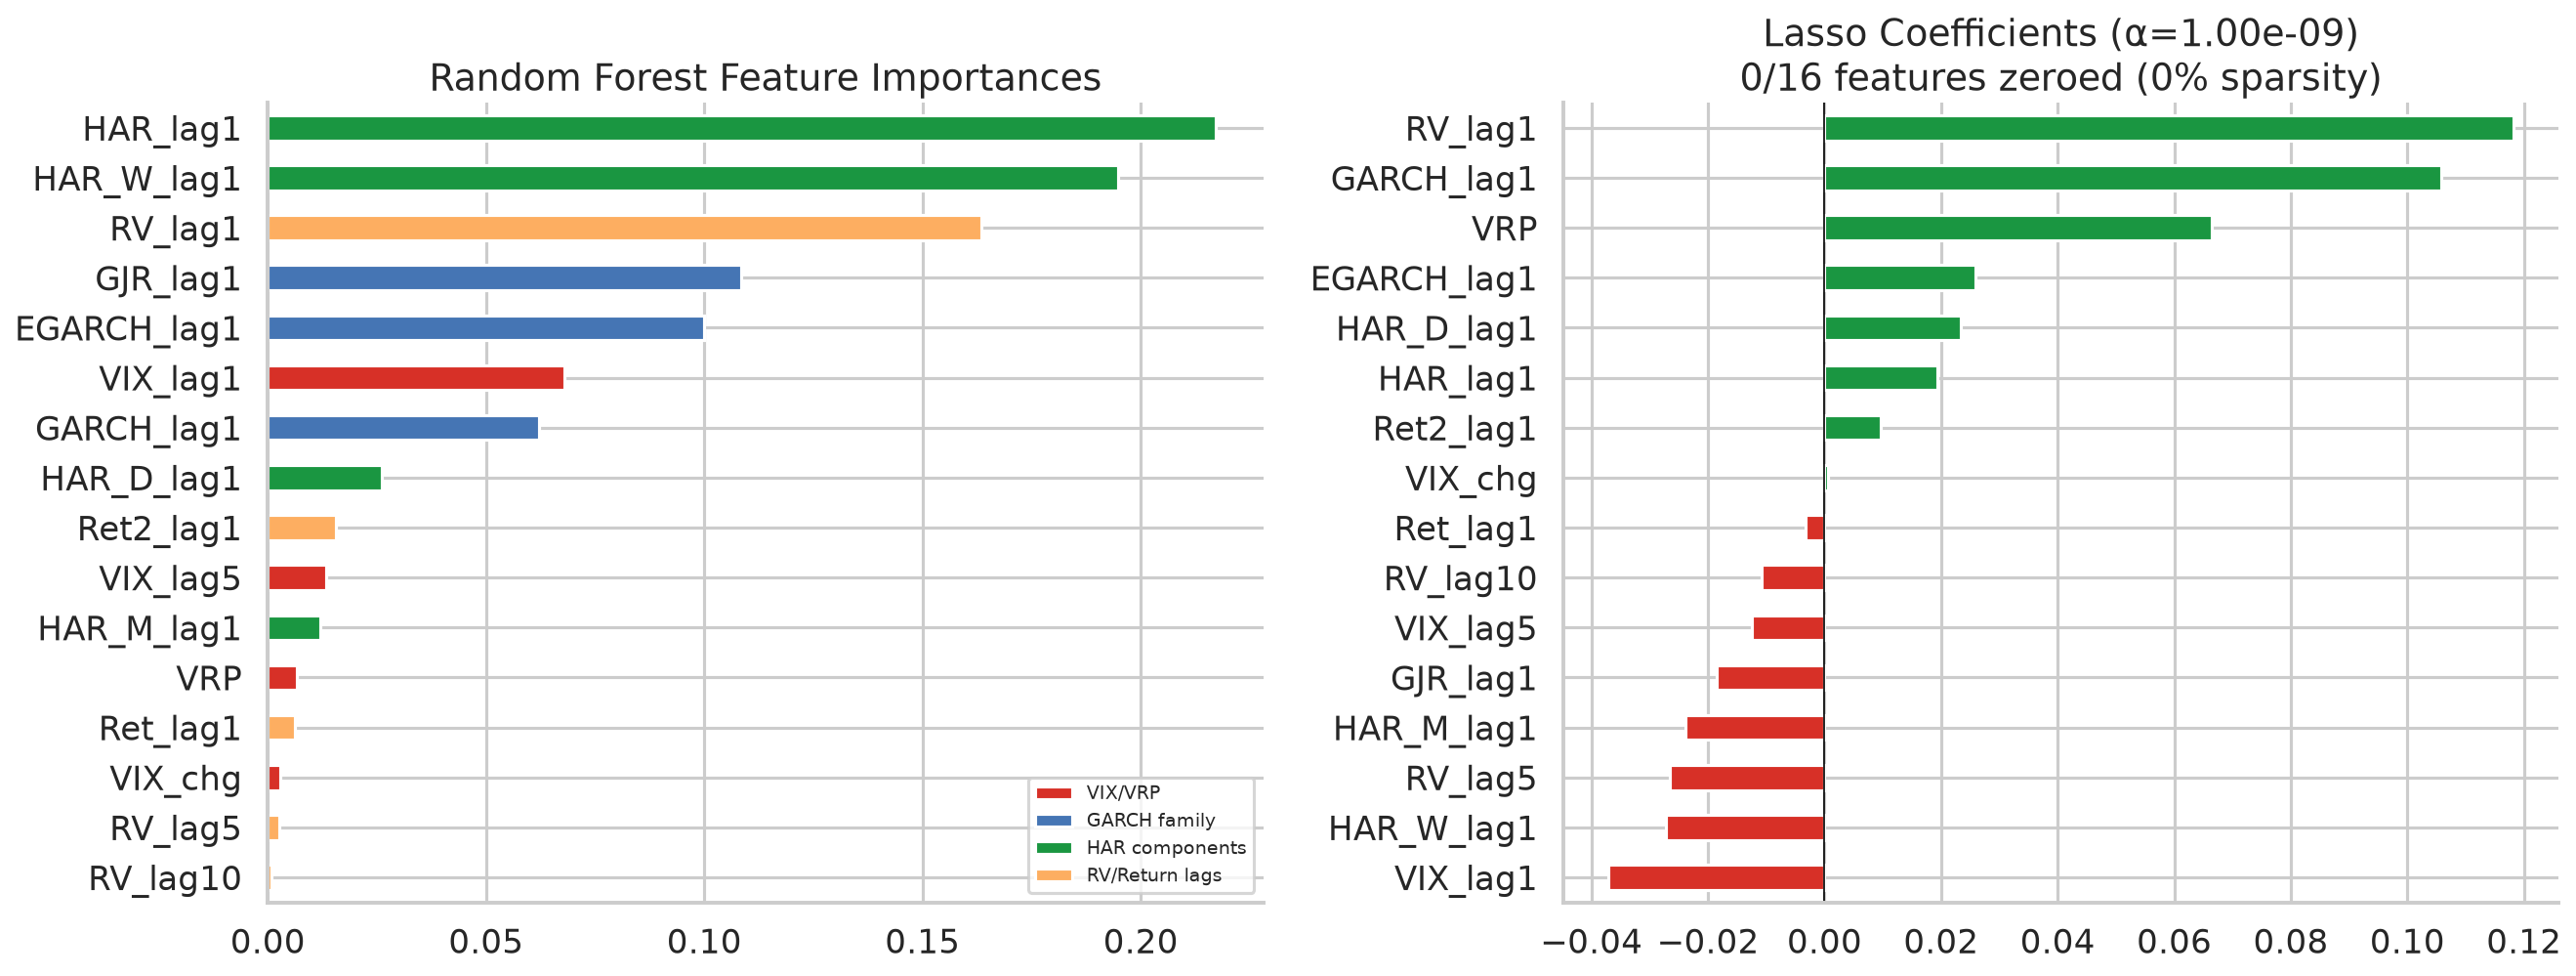 Random Forest Feature Importances
HAR_lag1
HAR_W_lag1
RV_lag1
GJR_lag1
EGARCH_lag1
VIX_lag1
GARCH_lag1
HAR_D_lag1
Ret2_lag1
VIX_lag5
HAR_M_lag1
VRP
Ret_lag1
VIX_chg
RV_lag5
RV_lag10
0.00 0.05 0.10 0.15 0.20
VIX/VRP
GARCH family
HAR components
RV/Return lags
Lasso Coefficients (α=1.00e-09)
0/16 features zeroed (0% sparsity)
RV_lag1
GARCH_lag1
VRP
EGARCH_lag1
HAR_D_lag1
HAR_lag1
Ret2_lag1
VIX_chg
Ret_lag1
RV_lag10
VIX_lag5
GJR_lag1
HAR_M_lag1
RV_lag5
HAR_W_lag1
VIX_lag1
−0.04 −0.02 0.00 0.02 0.04 0.06 0.08 0.10 0.12